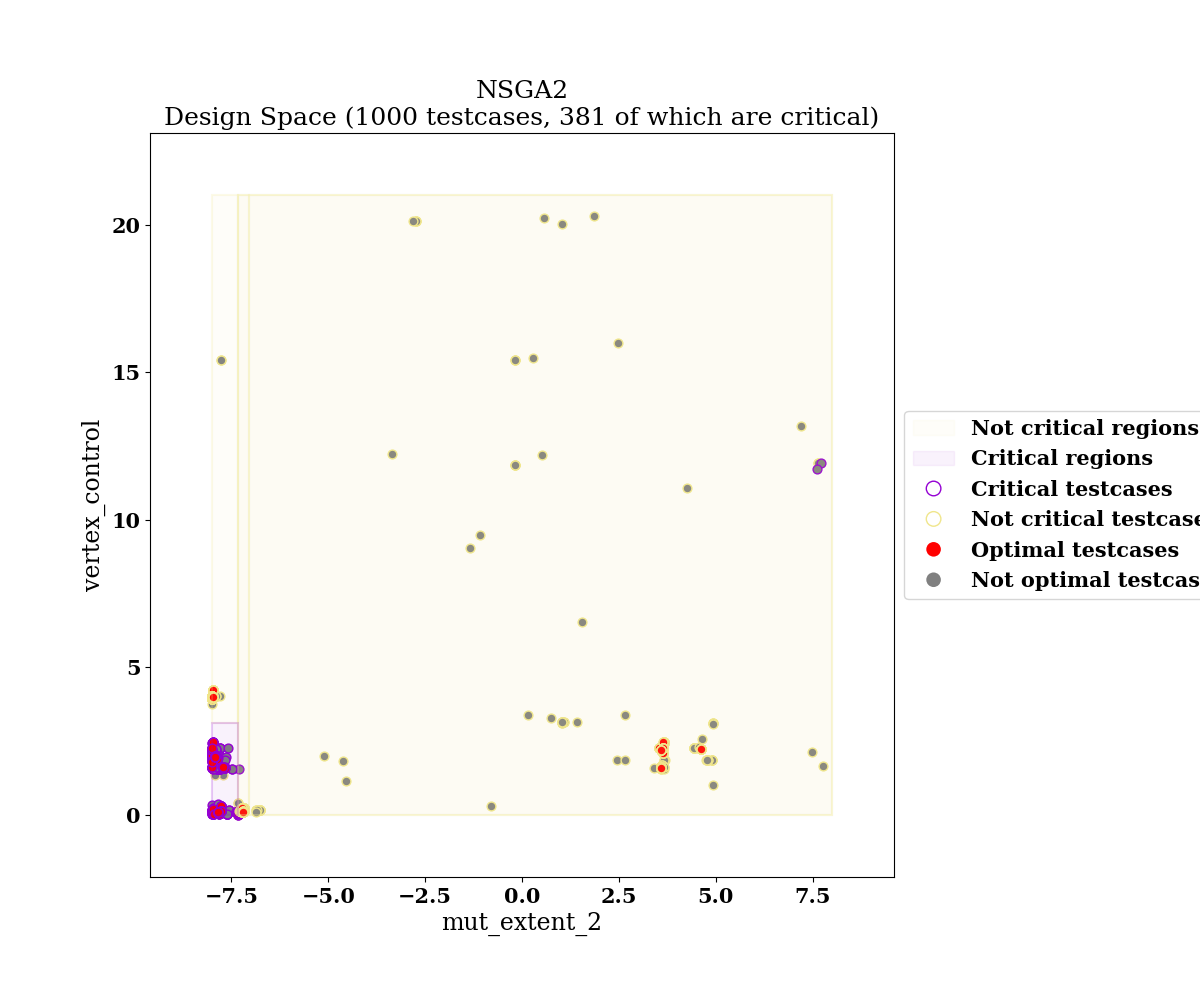 NSGA2
Design Space (1000 testcases, 381 of which are critical)
20
15
10
5
0
vertex_control
−7.5
−5.0
−2.5
0.0
2.5
5.0
7.5
mut_extent_2
Not critical regions
Critical regions
Critical testcases
Not critical testcase
Optimal testcases
Not optimal testcas